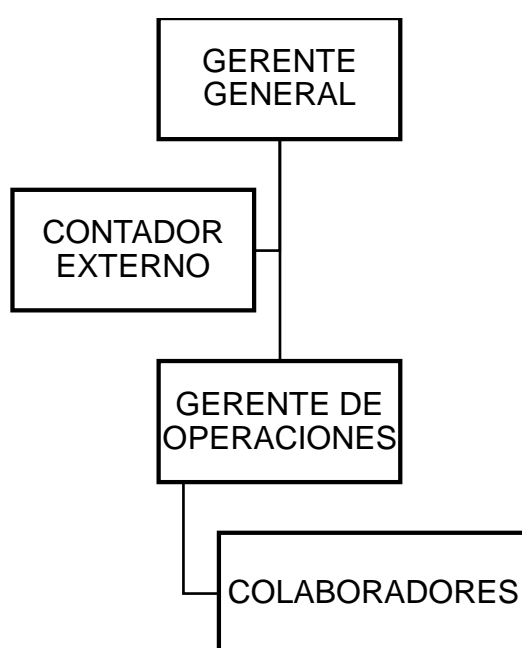 GERENTE
GENERAL
CONTADOR
EXTERNO
GERENTE DE
OPERACIONES
COLABORADORES